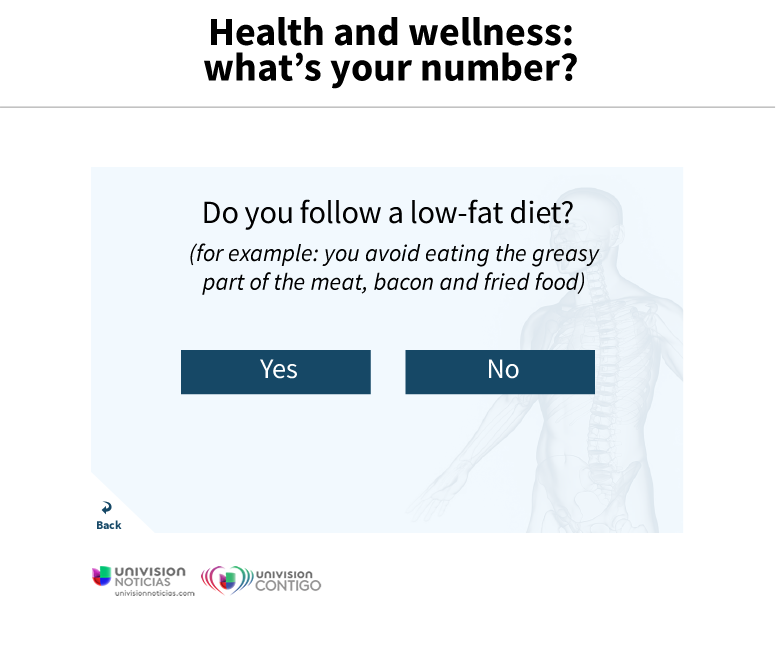 Health and wellness:
what’s your number?
Do you follow a low-fat diet?
(for example: you avoid eating the greasy
part of the meat, bacon and fried food)
Yes
No
Back
UNIVISION
NOTICIAS
univisionnoticias.com
UNIVISION
CONTIGO